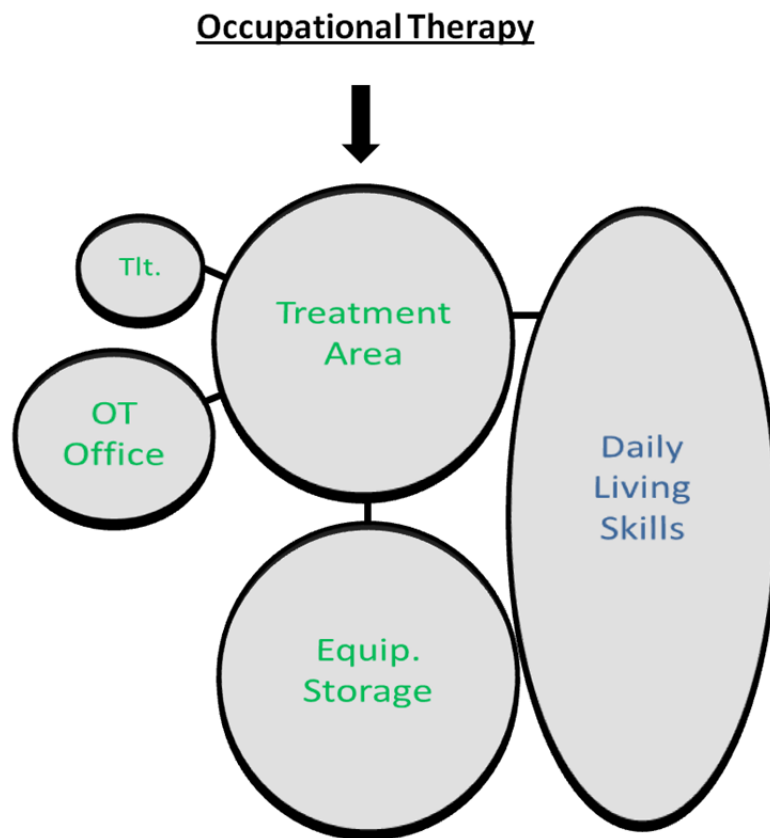 Occupational Therapy
Tlt.
Treatment
Area
OT
Office
Daily
Living
Skills
Equip.
Storage